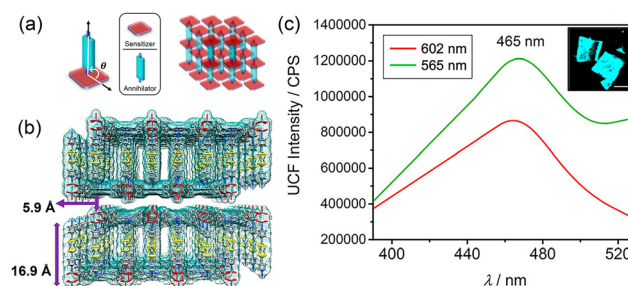 (a)
θ
Sensitizer
Annihilator
(b)
5.9 Å
16.9 Å
(c)
602 nm
565 nm
465 nm
UCF Intensity / CPS
1400000
1200000
1000000
800000
600000
400000
200000
400
440
480
520
λ / nm